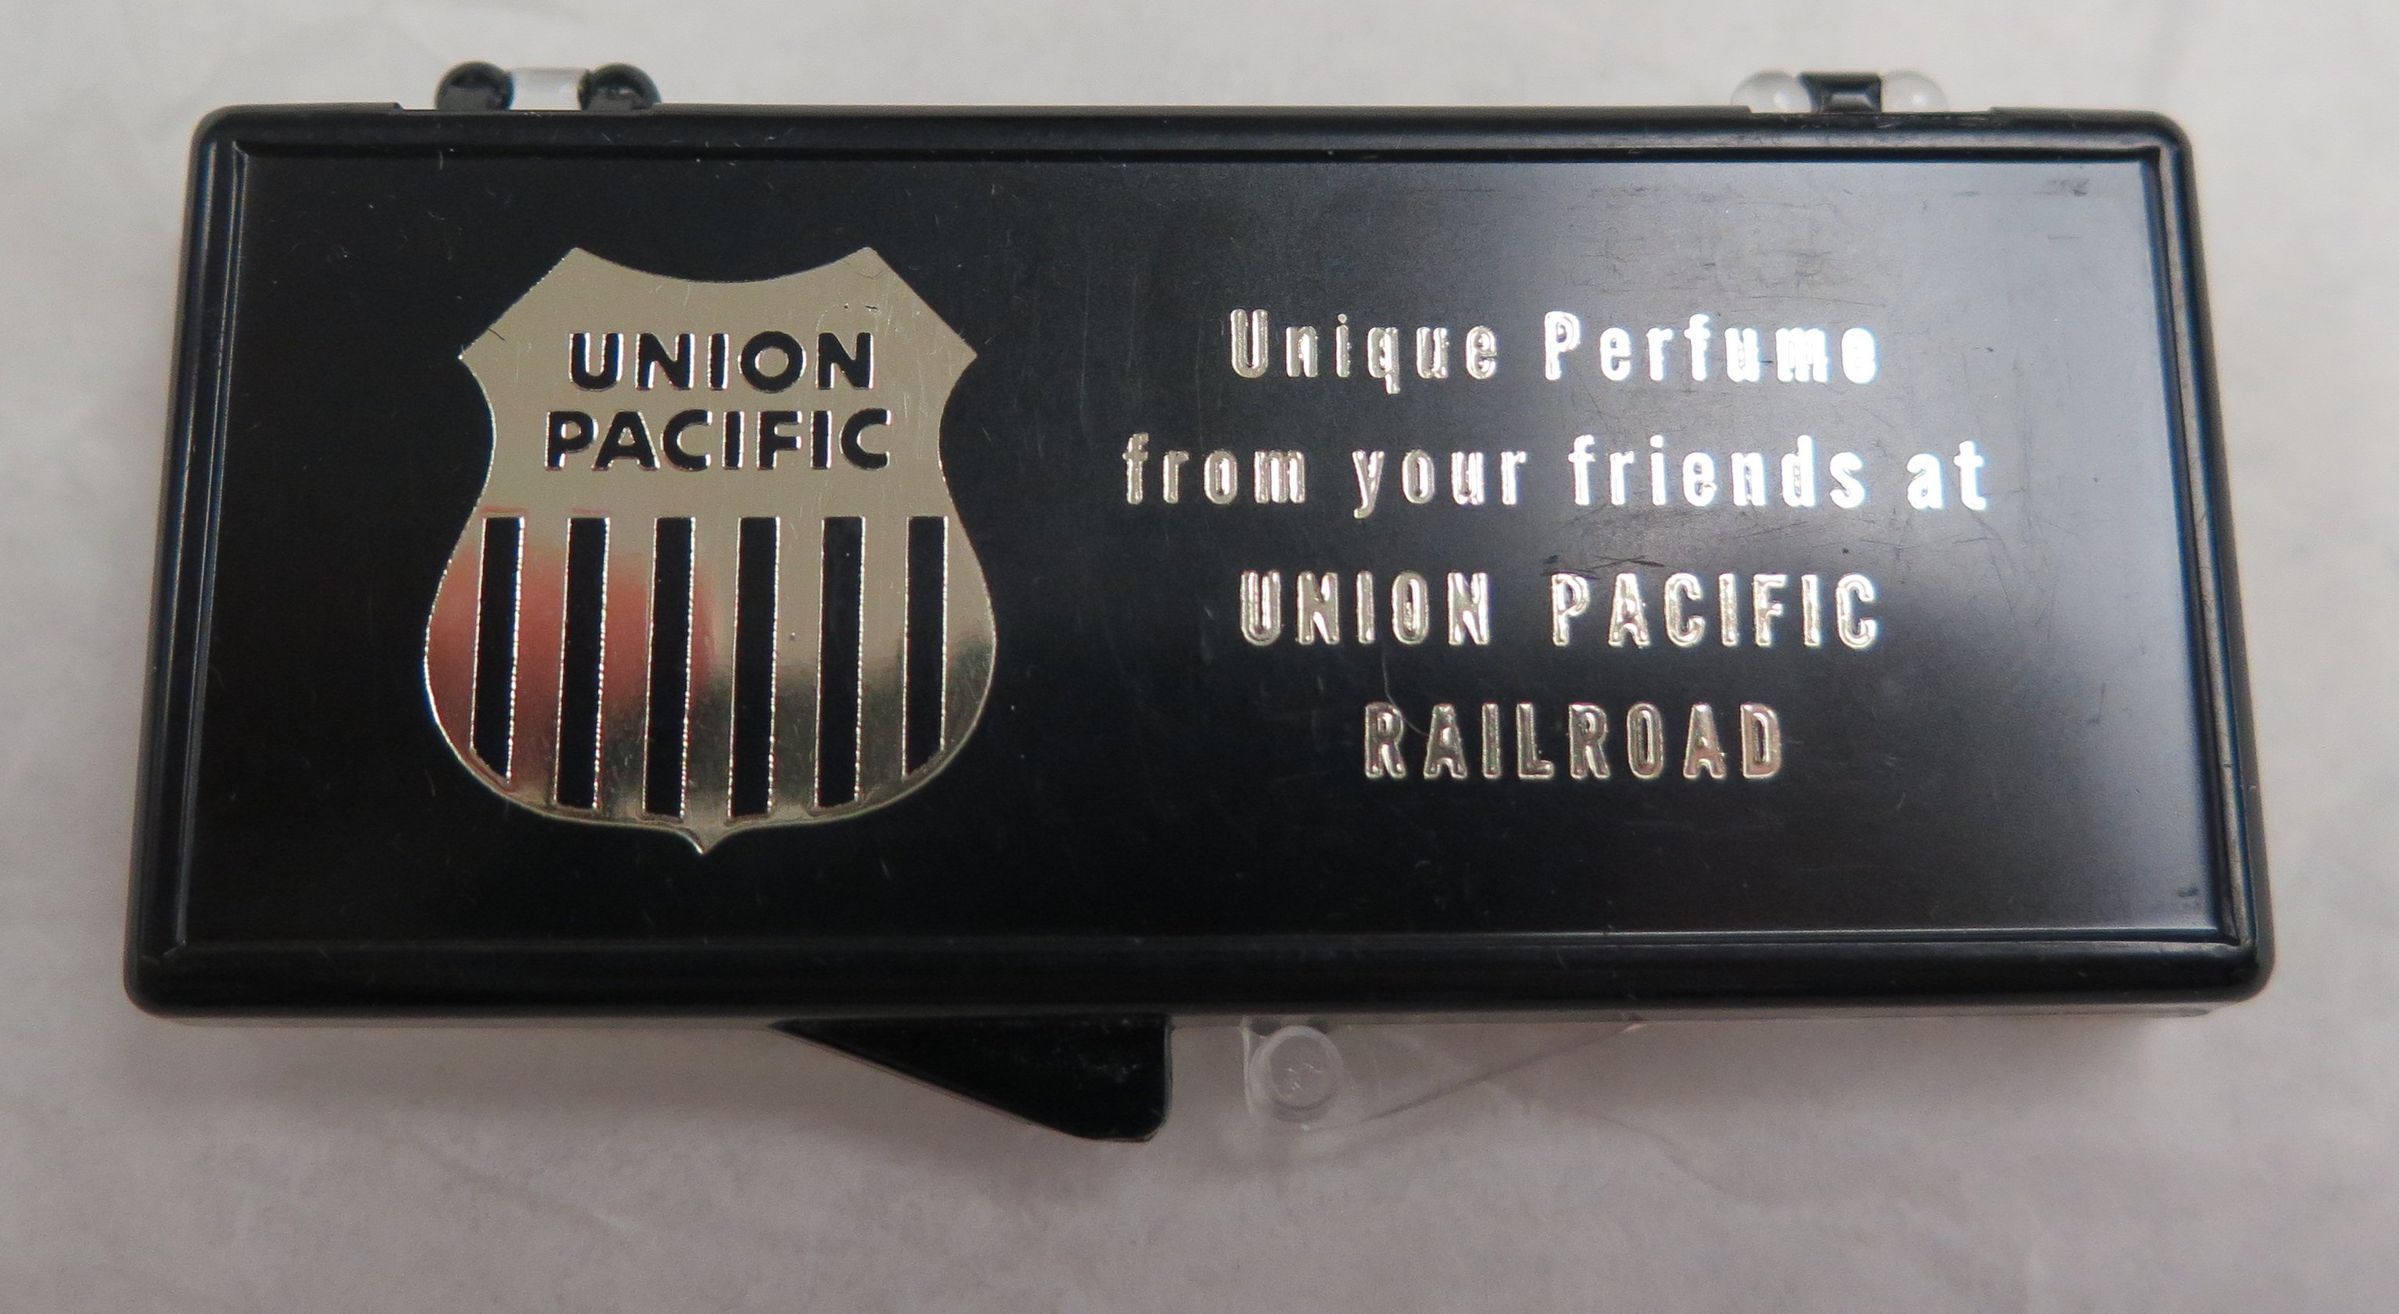 UNION
PACIFIC
Unique Perfume
from your friends at
UNION PACIFIC
RAILROAD